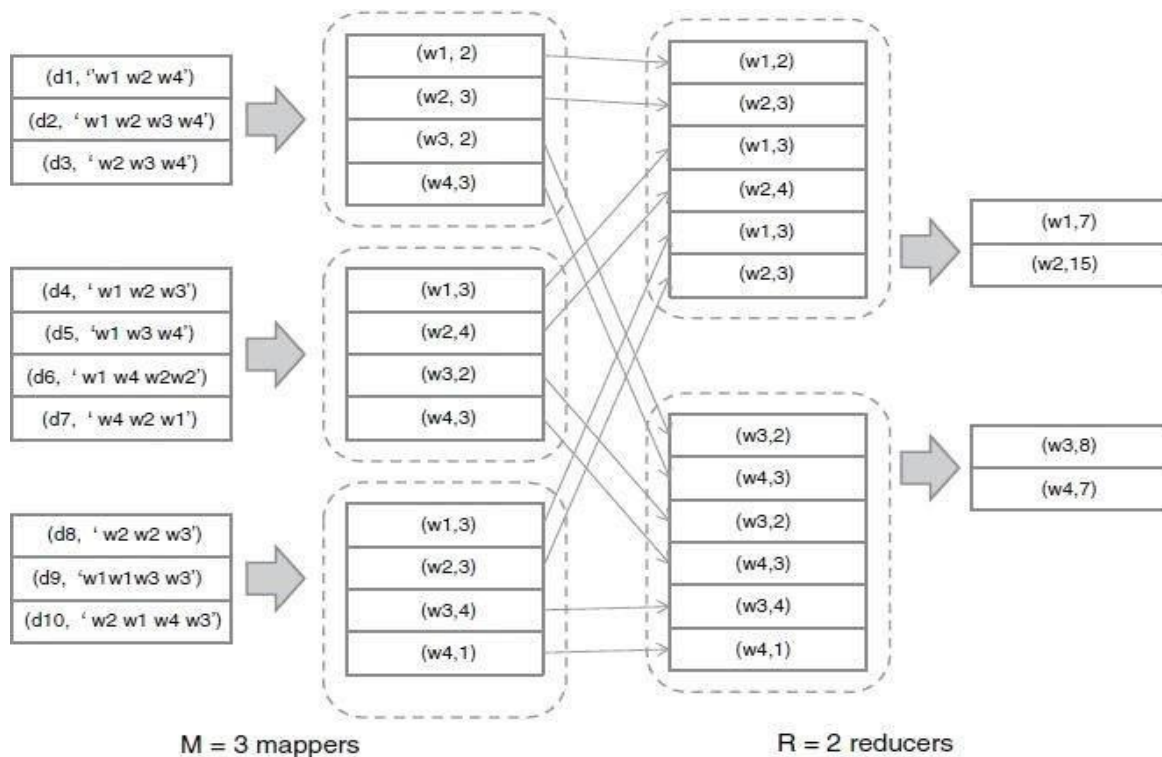 (d1, ‘'w1 w2 w4’)
(d2, ‘ w1 w2 w3 w4’)
(d3, ‘ w2 w3 w4’)
(d4, ‘ w1 w2 w3’)
(d5, ‘w1 w3 w4’)
(d6, ‘ w1 w4 w2w2’)
(d7, ‘ w4 w2 w1’)
(d8, ‘ w2 w2 w3’)
(d9, ‘w1w1w3 w3’)
(d10, ‘ w2 w1 w4 w3’)
(w1, 2)
(w2, 3)
(w3, 2)
(w4,3)
(w1,3)
(w2,4)
(w3,2)
(w4,3)
(w1,3)
(w2,3)
(w3,4)
(w4,1)
(w1,2)
(w2,3)
(w1,3)
(w2,4)
(w1,3)
(w2,3)
(w3,2)
(w4,3)
(w3,2)
(w4,3)
(w3,4)
(w4,1)
(w1,7)
(w2,15)
(w3,8)
(w4,7)
M = 3 mappers
R = 2 reducers